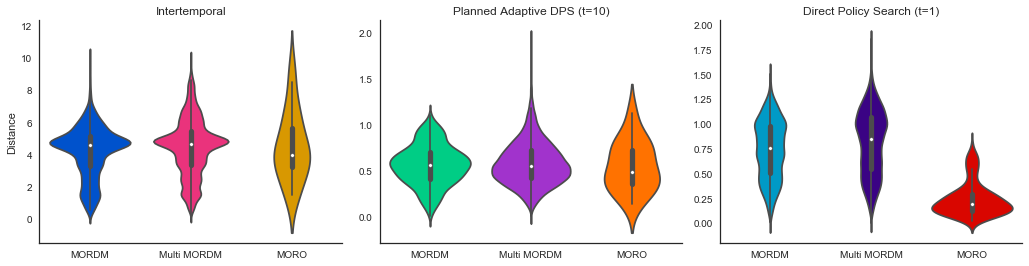 Intertemporal
Planned Adaptive DPS (t=10)
Direct Policy Search (t=1)
Distance
12
10
8
6
4
2
0
MORDM
Multi MORDM
MORO
2.0
1.5
1.0
0.5
0.0
MORDM
Multi MORDM
MORO
2.00
1.75
1.50
1.25
1.00
0.75
0.50
0.25
0.00
MORDM
Multi MORDM
MORO